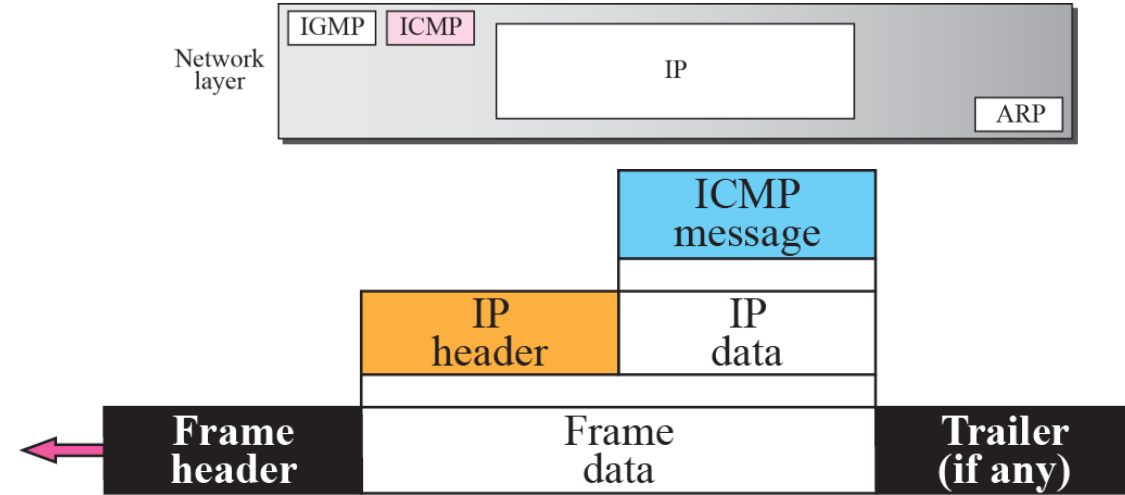 IGMP
ICMP
Network
layer
IP
ARP
ICMP
message
IP
header
IP
data
Frame
header
Frame
data
Trailer
(if any)